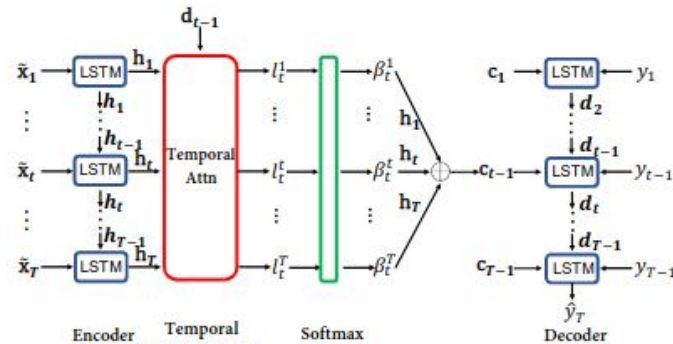 d_{t-1}
x̃_1 LSTM h_1 l_t^1 β_t^1 c_1 LSTM y_1
h_1 h_1 d_2
⋮ ⋮ ⋮ ⋮
h_{t-1} d_{t-1}
x̃_t LSTM h_t Temporal Attn l_t^t β_t^t h_t ⊕ c_{t-1} LSTM y_{t-1}
h_t d_t
⋮ ⋮ ⋮ h_T
h_{T-1} d_{T-1}
x̃_T LSTM h_T l_t^T β_t^T c_{T-1} LSTM y_{T-1}
ŷ_T
Encoder Temporal Softmax Decoder